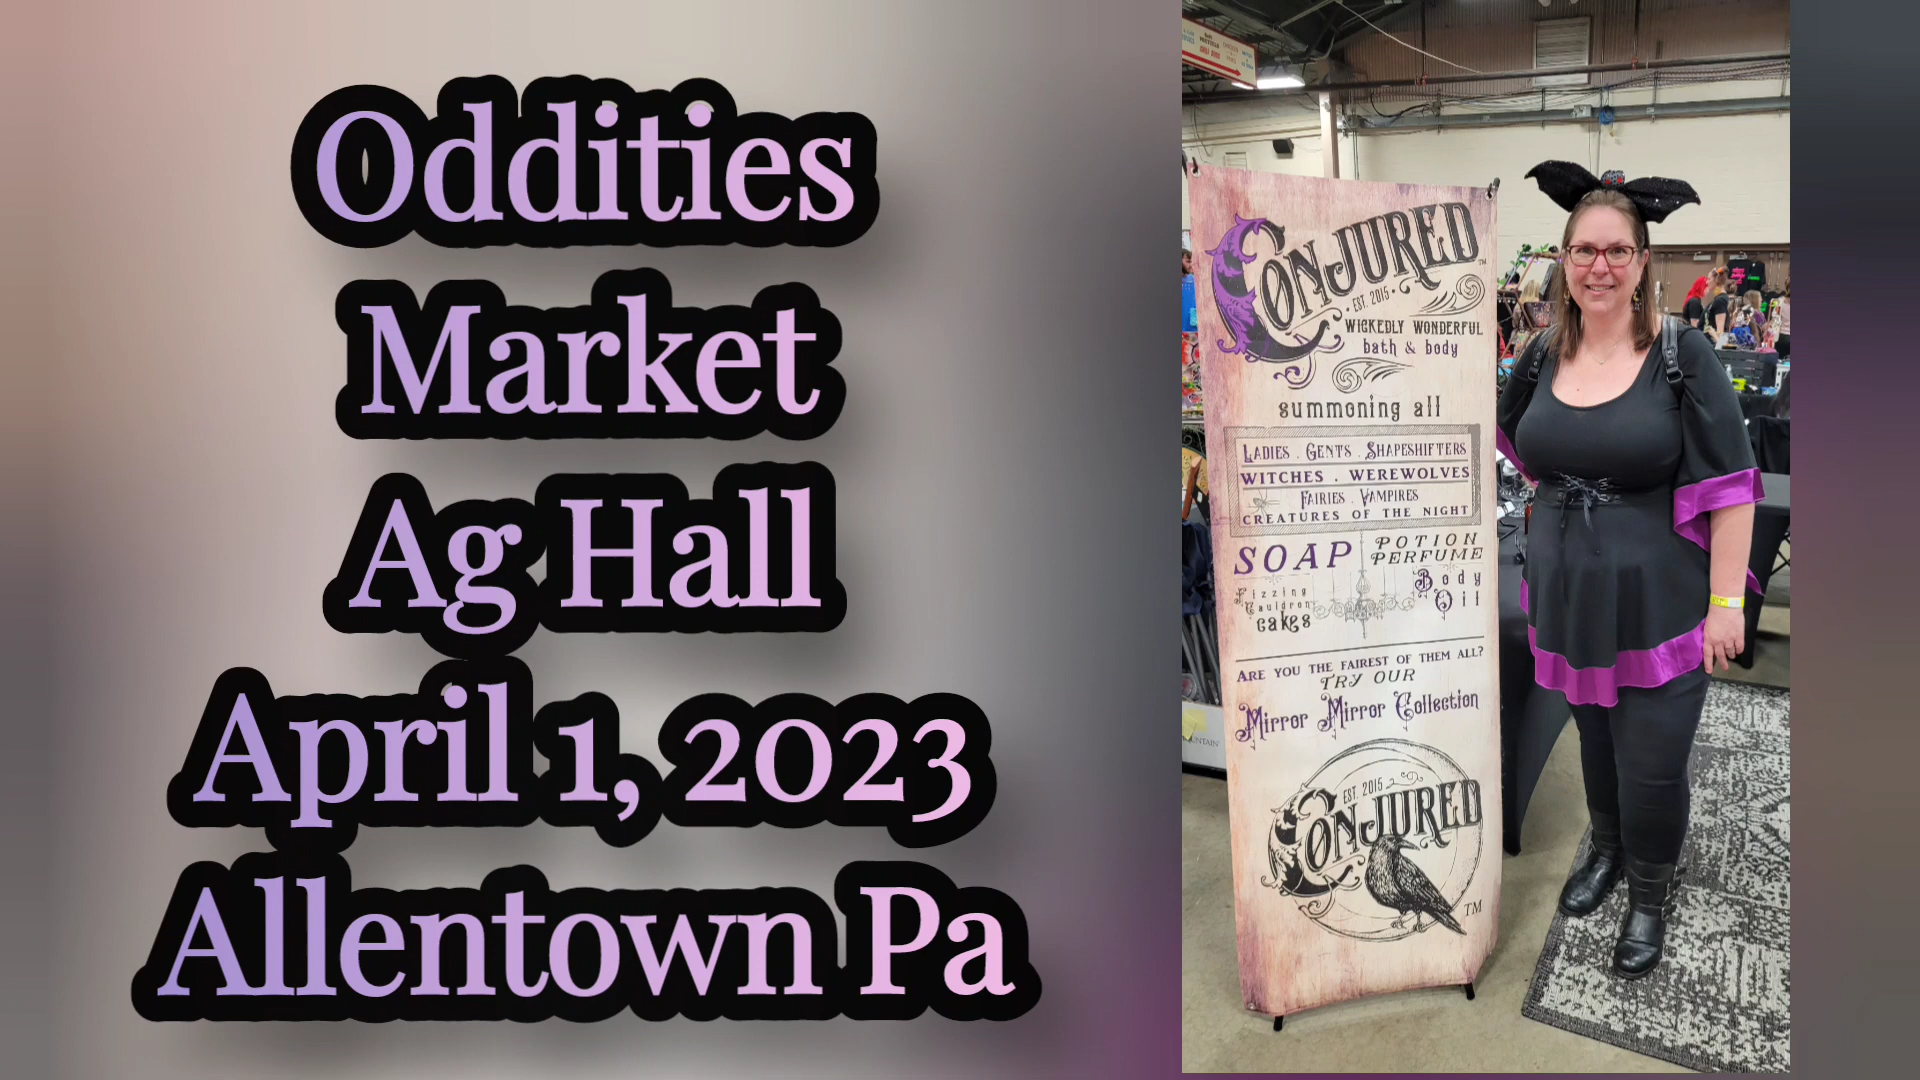 Oddities
Market
Ag Hall
April 1, 2023
Allentown Pa
CONJURED
EST. 2015
WICKEDLY WONDERFUL
bath & body
summoning all
LADIES . GENTS . SHAPESHIFTERS
WITCHES . WEREWOLVES
FAIRIES . VAMPIRES
CREATURES OF THE NIGHT
SOAP
POTION
PERFUME
Body
Oil
Fizzing
Cauldron
cakes
ARE YOU THE FAIREST OF THEM ALL?
TRY OUR
Mirror Mirror Collection
EST. 2015
CONJURED
TM